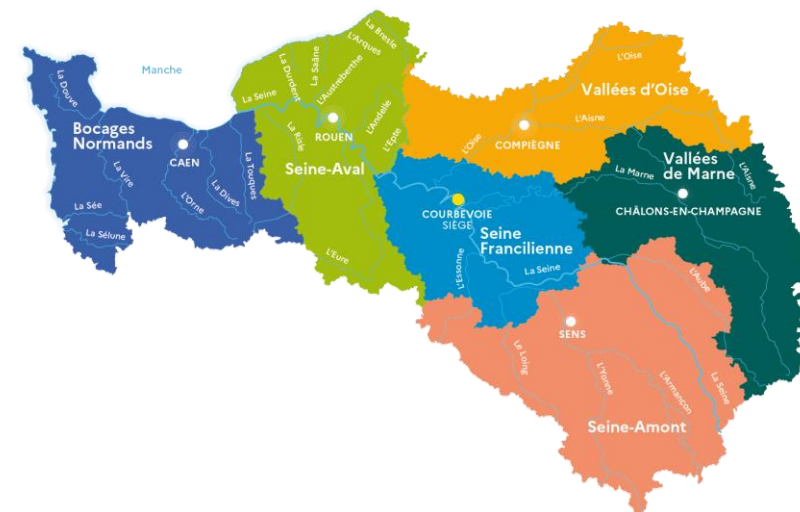 Manche
La Douve
Bocages
Normands
CAEN
La Vire
La Sée
La Sélune
L'Orne
La Dives
La Touques
La Seine
La Durdent
La Saâne
L'Austreberthe
L'Arques
La Bresle
ROUEN
La Risle
L'Andelle
L'Epte
Seine-Aval
L'Eure
L'Oise
Vallées d'Oise
L'Aisne
COMPIÈGNE
L'Oise
L'Aisne
Vallées
de Marne
La Marne
CHÂLONS-EN-CHAMPAGNE
COURBEVOIE
SIÈGE
Seine
Francilienne
La Seine
L'Essonne
L'Aube
SENS
Le Loing
L'Yonne
L'Armançon
La Seine
Seine-Amont